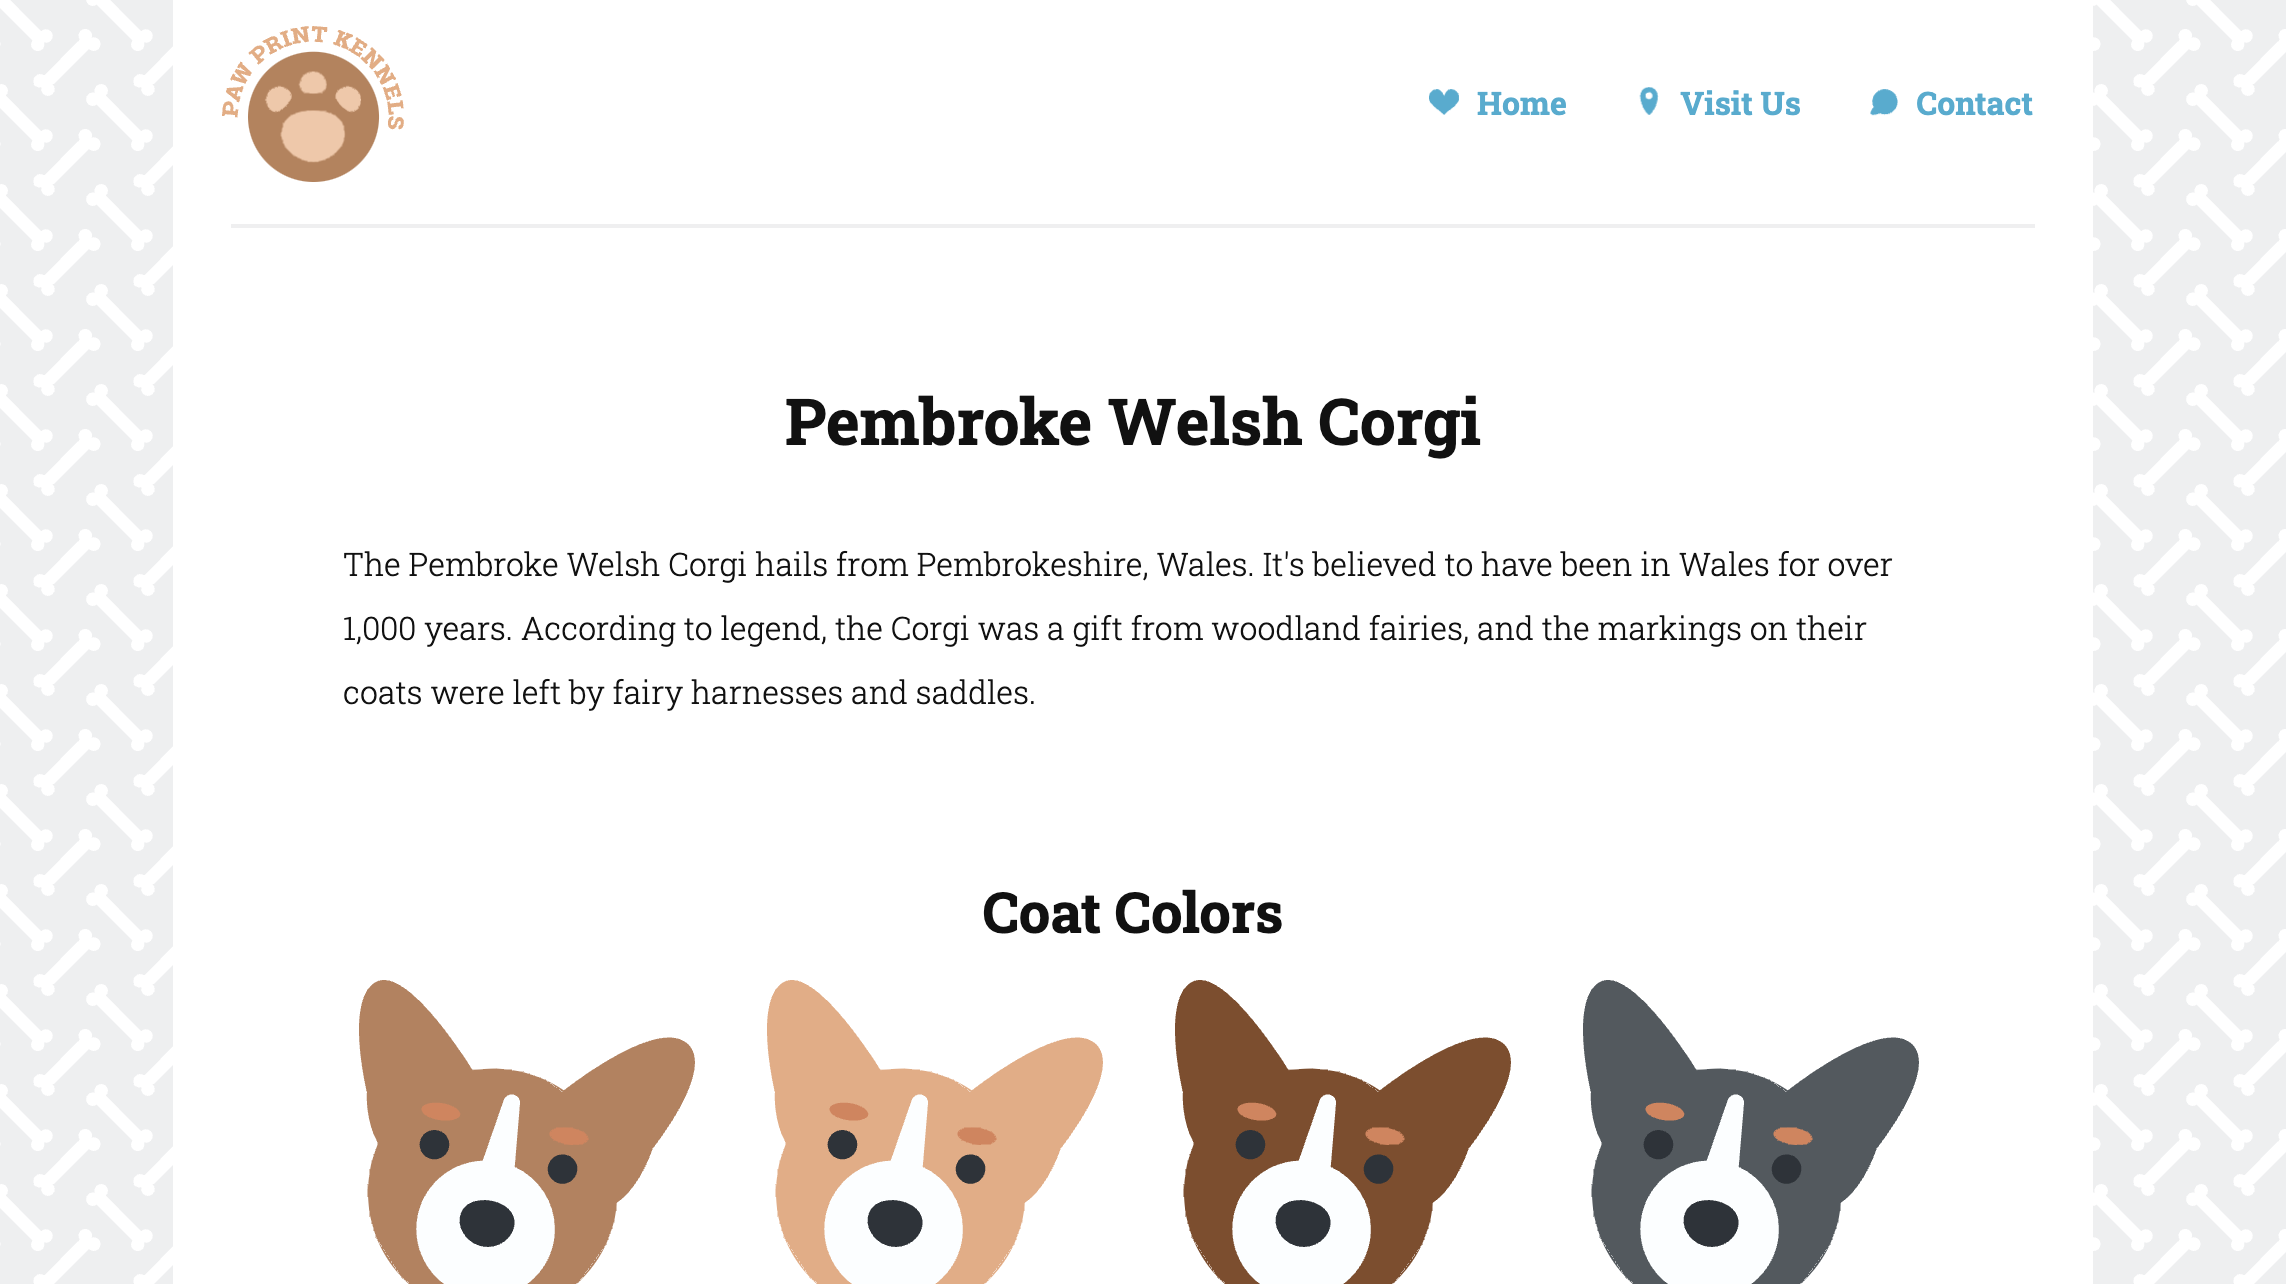 PAW PRINT KENNELS
Home
Visit Us
Contact
Pembroke Welsh Corgi
The Pembroke Welsh Corgi hails from Pembrokeshire, Wales. It's believed to have been in Wales for over
1,000 years. According to legend, the Corgi was a gift from woodland fairies, and the markings on their
coats were left by fairy harnesses and saddles.
Coat Colors